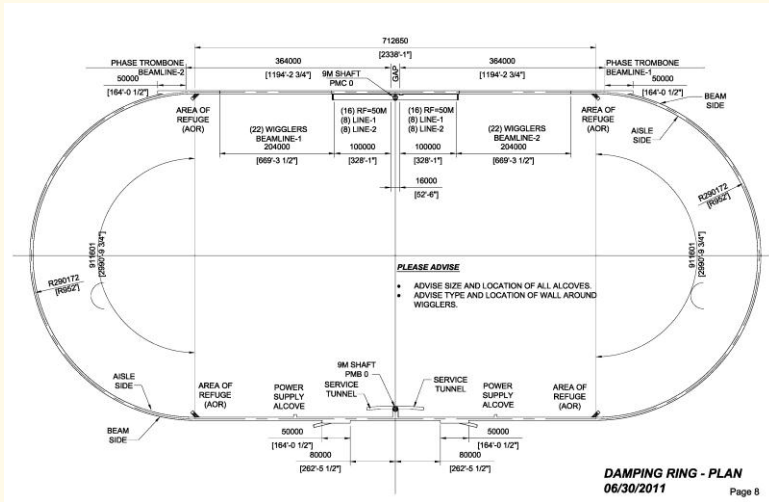 712650
[2338'-1"]
364000
[1194'-2 3/4"]
364000
[1194'-2 3/4"]
GAP
PHASE TROMBONE
BEAMLINE-2
50000
[164'-0 1/2"]
9M SHAFT
PMC 0
PHASE TROMBONE
BEAMLINE-1
50000
[164'-0 1/2"]
BEAM
SIDE
AISLE
SIDE
AREA OF
REFUGE
(AOR)
(22) WIGGLERS
BEAMLINE-1
204000
[669'-3 1/2"]
(16) RF=50M
(8) LINE-1
(8) LINE-2
100000
[328'-1"]
(16) RF=50M
(8) LINE-1
(8) LINE-2
100000
[328'-1"]
(22) WIGGLERS
BEAMLINE-2
204000
[669'-3 1/2"]
AREA OF
REFUGE
(AOR)
16000
[52'-6"]
R290172
[R952']
911601
[2990'-9 3/4"]
911601
[2990'-9 3/4"]
R290172
[R952']
PLEASE ADVISE
• ADVISE SIZE AND LOCATION OF ALL ALCOVES.
• ADVISE TYPE AND LOCATION OF WALL AROUND
WIGGLERS.
AISLE
SIDE
BEAM
SIDE
AREA OF
REFUGE
(AOR)
POWER
SUPPLY
ALCOVE
9M SHAFT
PMB 0
SERVICE
TUNNEL
SERVICE
TUNNEL
POWER
SUPPLY
ALCOVE
AREA OF
REFUGE
(AOR)
50000
[164'-0 1/2"]
50000
[164'-0 1/2"]
80000
[262'-5 1/2"]
80000
[262'-5 1/2"]
DAMPING RING - PLAN
06/30/2011
Page 8